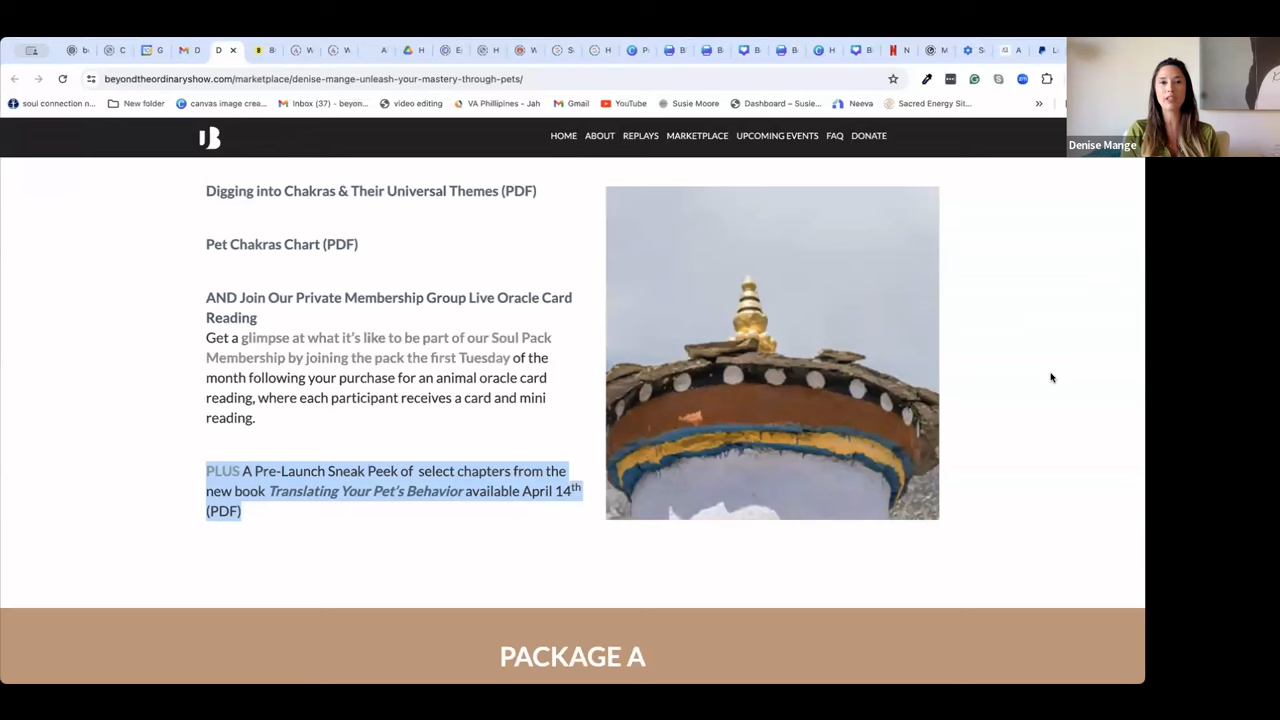 D
G
D
beyondtheordinaryshow.com/marketplace/denise-mange-unleash-your-mastery-through-pets/
soul connection n...
New folder
canvas image crea...
Inbox (37) - beyon...
video editing
VA Phillipines - Jah
Gmail
YouTube
Susie Moore
Dashboard – Susie...
Neeva
Sacred Energy Sit...
Denise Mange
HOME
ABOUT
REPLAYS
MARKETPLACE
UPCOMING EVENTS
FAQ
DONATE
Digging into Chakras & Their Universal Themes (PDF)
Pet Chakras Chart (PDF)
AND Join Our Private Membership Group Live Oracle Card
Reading
Get a glimpse at what it's like to be part of our Soul Pack
Membership by joining the pack the first Tuesday of the
month following your purchase for an animal oracle card
reading, where each participant receives a card and mini
reading.
PLUS A Pre-Launch Sneak Peek of select chapters from the
new book Translating Your Pet's Behavior available April 14th
(PDF)
PACKAGE A